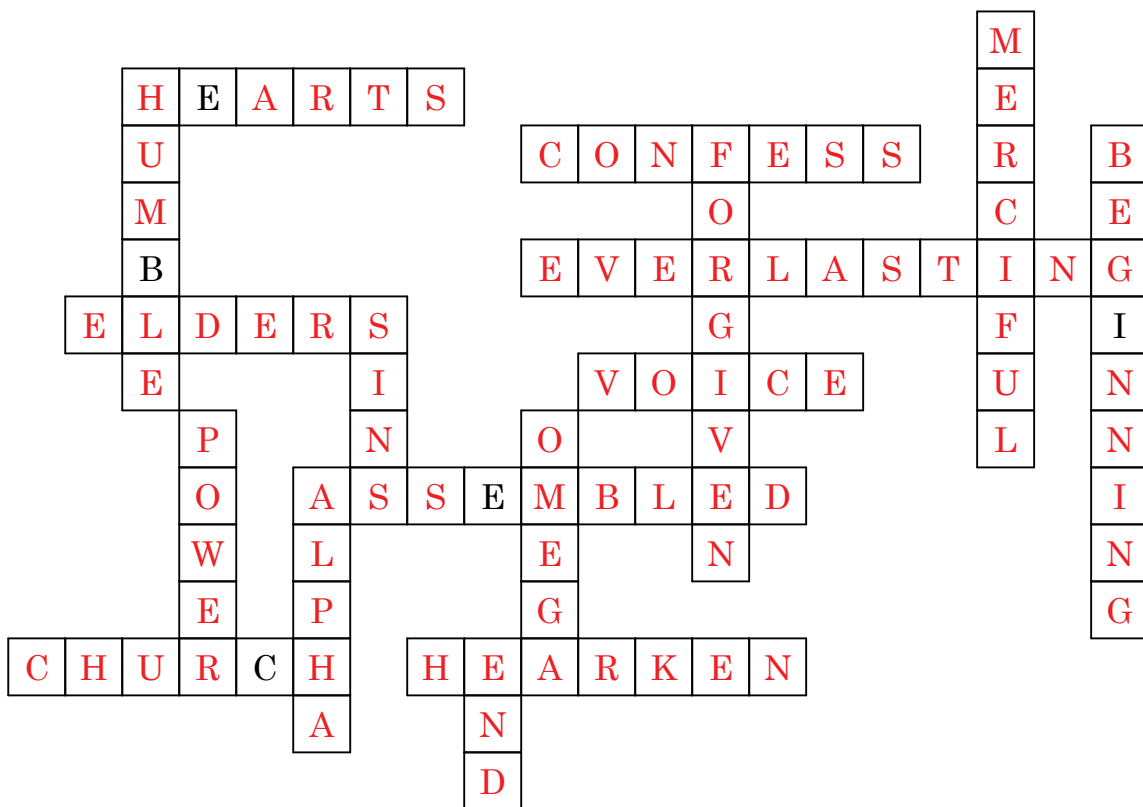 M
H E A R T S E
U C O N F E S S R B
M O C E
B E V E R L A S T I N G
E L D E R S G F I
E I V O I C E U N
P N O V L N
O A S S E M B L E D I
W L E N N
E P G G
C H U R C H H E A R K E N
A N
D